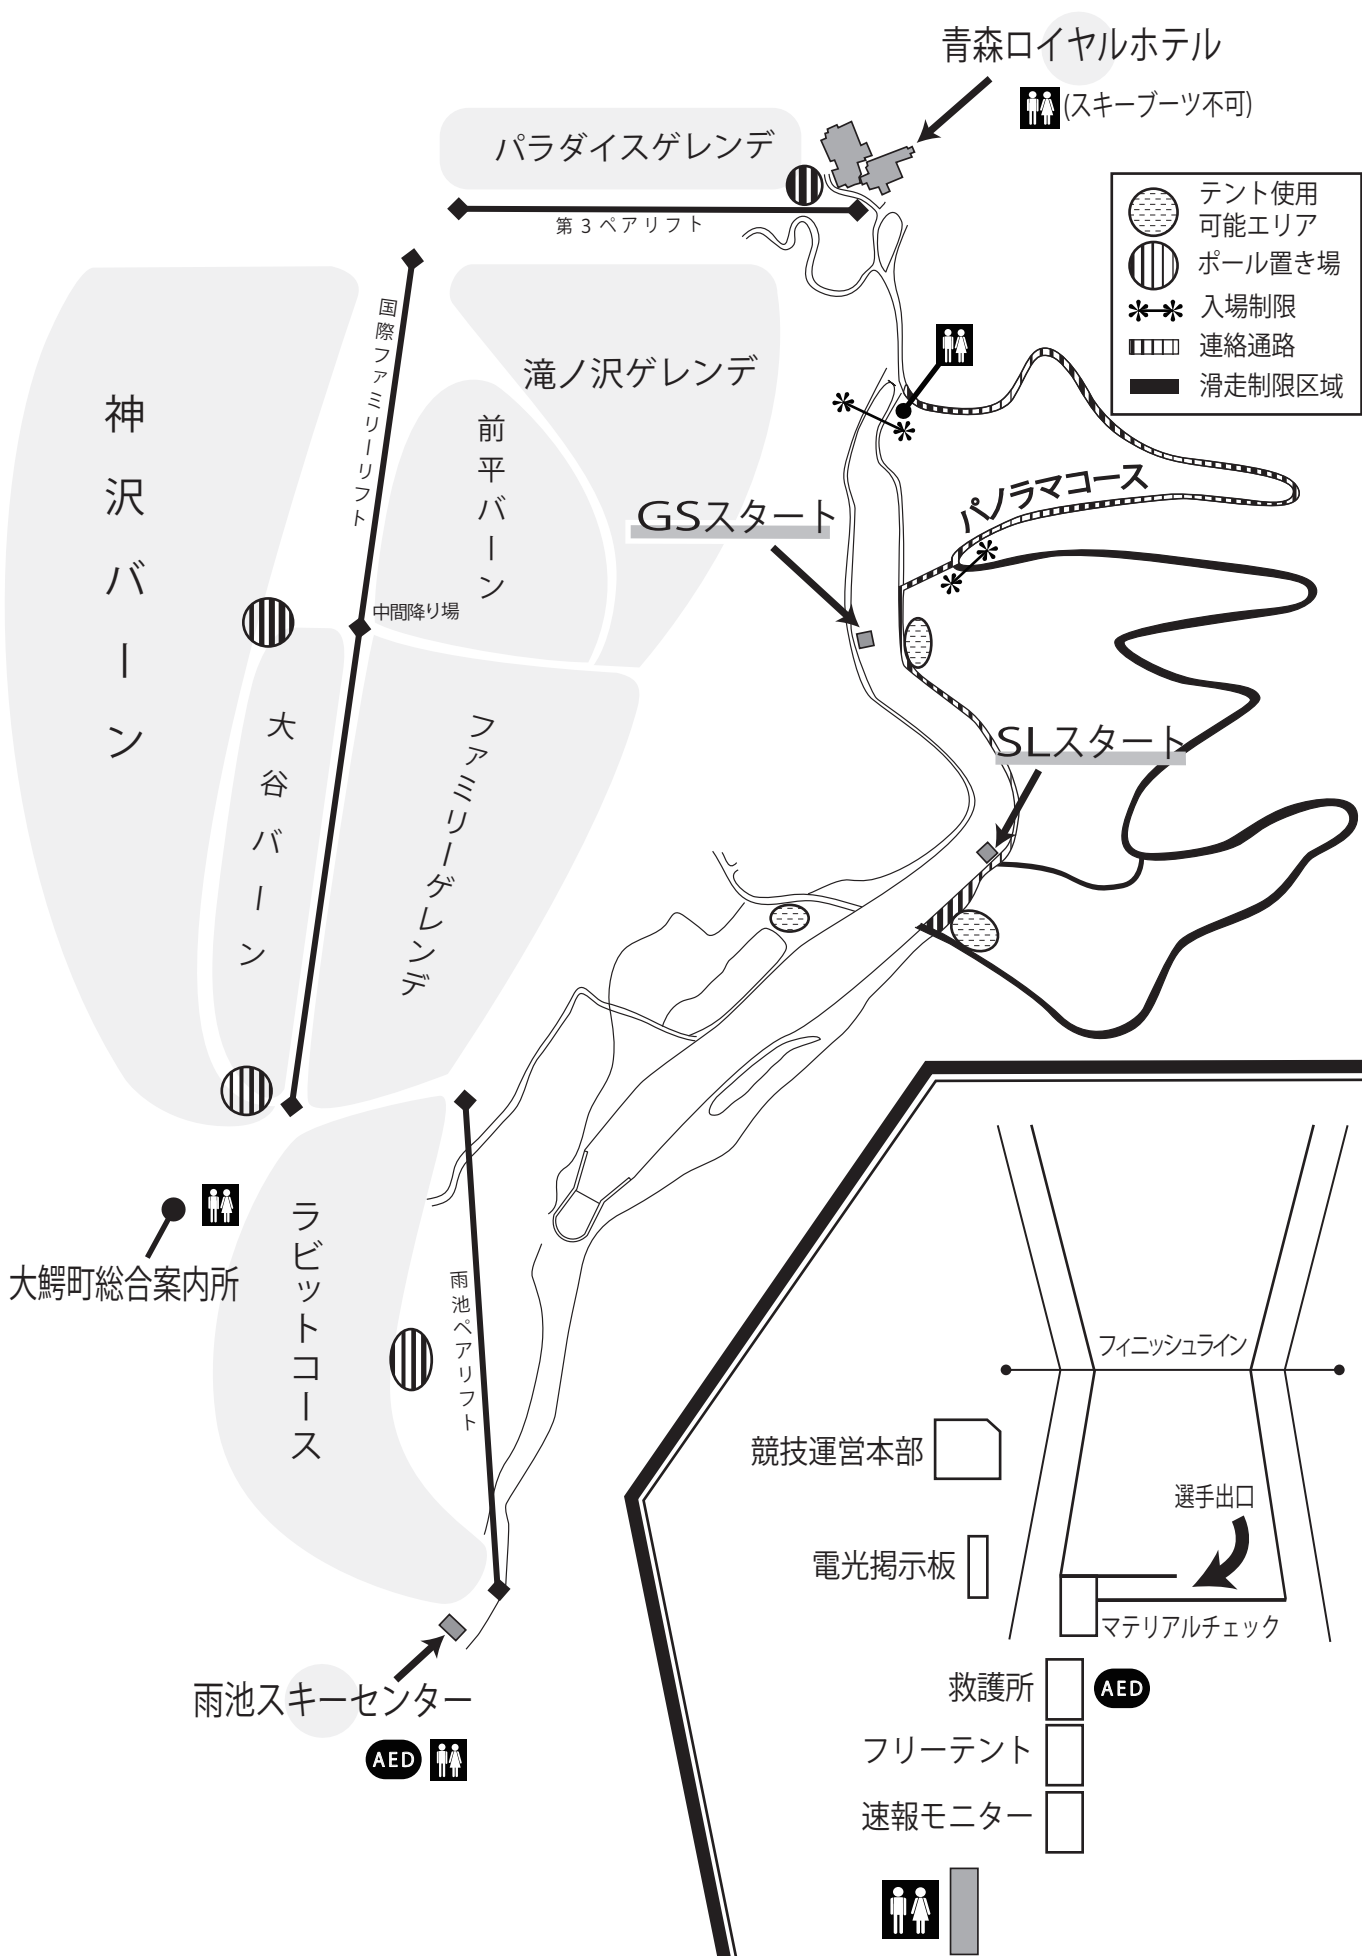 青森ロイヤルホテル
(スキーブーツ不可)
パラダイスゲレンデ
第3ペアリフト
テント使用
可能エリア
ポール置き場
入場制限
連絡通路
滑走制限区域
国際ファミリーリフト
滝ノ沢ゲレンデ
神沢バーン
前平バーン
パノラマコース
GSスタート
中間降り場
大谷バーン
ファミリーゲレンデ
SLスタート
大鰐町総合案内所
ラビットコース
雨池ペアリフト
フィニッシュライン
競技運営本部
選手出口
電光掲示板
マテリアルチェック
救護所
AED
雨池スキーセンター
AED
フリーテント
速報モニター